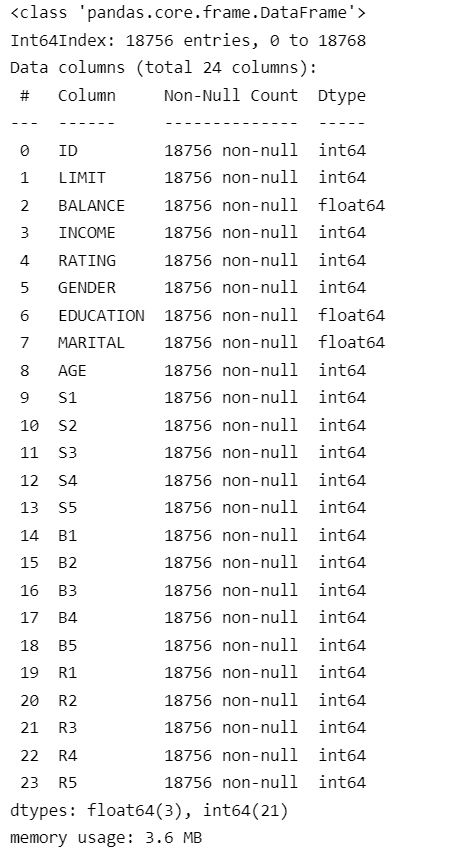 <class 'pandas.core.frame.DataFrame'>
Int64Index: 18756 entries, 0 to 18768
Data columns (total 24 columns):
 #   Column     Non-Null Count  Dtype
---  ------     --------------  -----
 0   ID         18756 non-null  int64
 1   LIMIT      18756 non-null  int64
 2   BALANCE    18756 non-null  float64
 3   INCOME     18756 non-null  int64
 4   RATING     18756 non-null  int64
 5   GENDER     18756 non-null  int64
 6   EDUCATION  18756 non-null  float64
 7   MARITAL    18756 non-null  float64
 8   AGE        18756 non-null  int64
 9   S1         18756 non-null  int64
 10  S2         18756 non-null  int64
 11  S3         18756 non-null  int64
 12  S4         18756 non-null  int64
 13  S5         18756 non-null  int64
 14  B1         18756 non-null  int64
 15  B2         18756 non-null  int64
 16  B3         18756 non-null  int64
 17  B4         18756 non-null  int64
 18  B5         18756 non-null  int64
 19  R1         18756 non-null  int64
 20  R2         18756 non-null  int64
 21  R3         18756 non-null  int64
 22  R4         18756 non-null  int64
 23  R5         18756 non-null  int64
dtypes: float64(3), int64(21)
memory usage: 3.6 MB